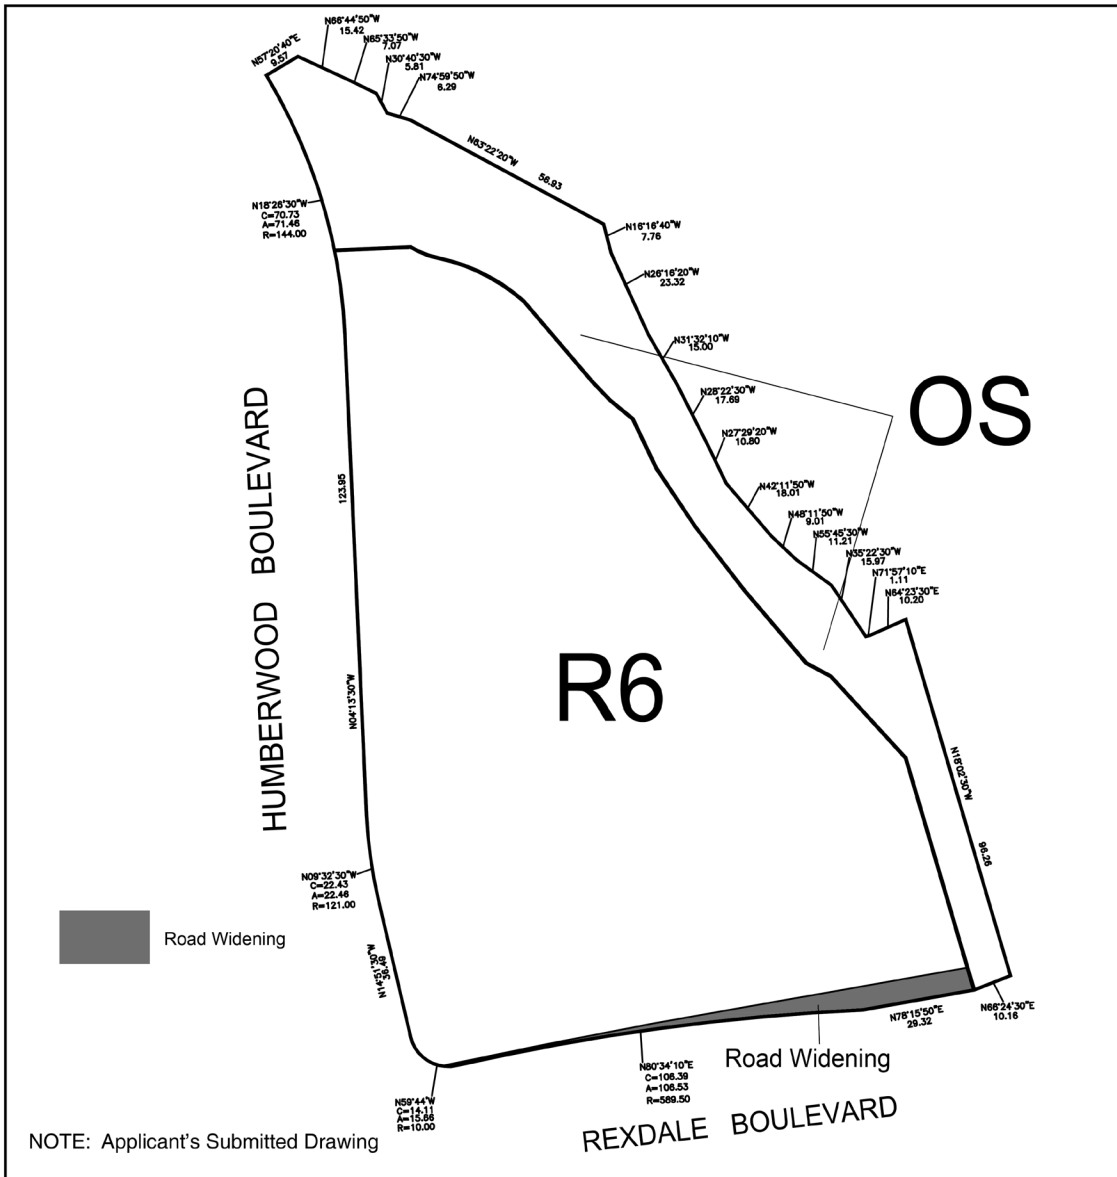 N57°20'40"E
9.57
N66°44'50"W
15.42
N65°33'50"W
7.07
N30°40'30"W
5.81
N74°59'50"W
6.29
N63°22'20"W
56.93
N18°26'30"W
C=70.73
A=71.46
R=144.00
N16°16'40"W
7.76
N26°16'20"W
23.32
N31°32'10"W
15.00
N28°22'30"W
17.69
N27°29'20"W
10.80
OS
N42°11'50"W
18.01
N48°11'50"W
9.01
N55°45'30"W
11.21
N35°22'30"W
15.97
N71°57'10"E
1.11
N64°23'30"E
10.20
HUMBERWOOD BOULEVARD
123.95
N04°13'30"W
R6
N16°02'30"W
96.26
N09°32'30"W
C=22.43
A=22.46
R=121.00
Road Widening
N14°51'30"W
36.49
N78°15'50"E
29.32
N66°24'30"E
10.16
Road Widening
N80°34'10"E
C=106.39
A=106.53
R=589.50
N59°44"W
C=14.11
A=15.66
R=10.00
REXDALE BOULEVARD
NOTE: Applicant's Submitted Drawing